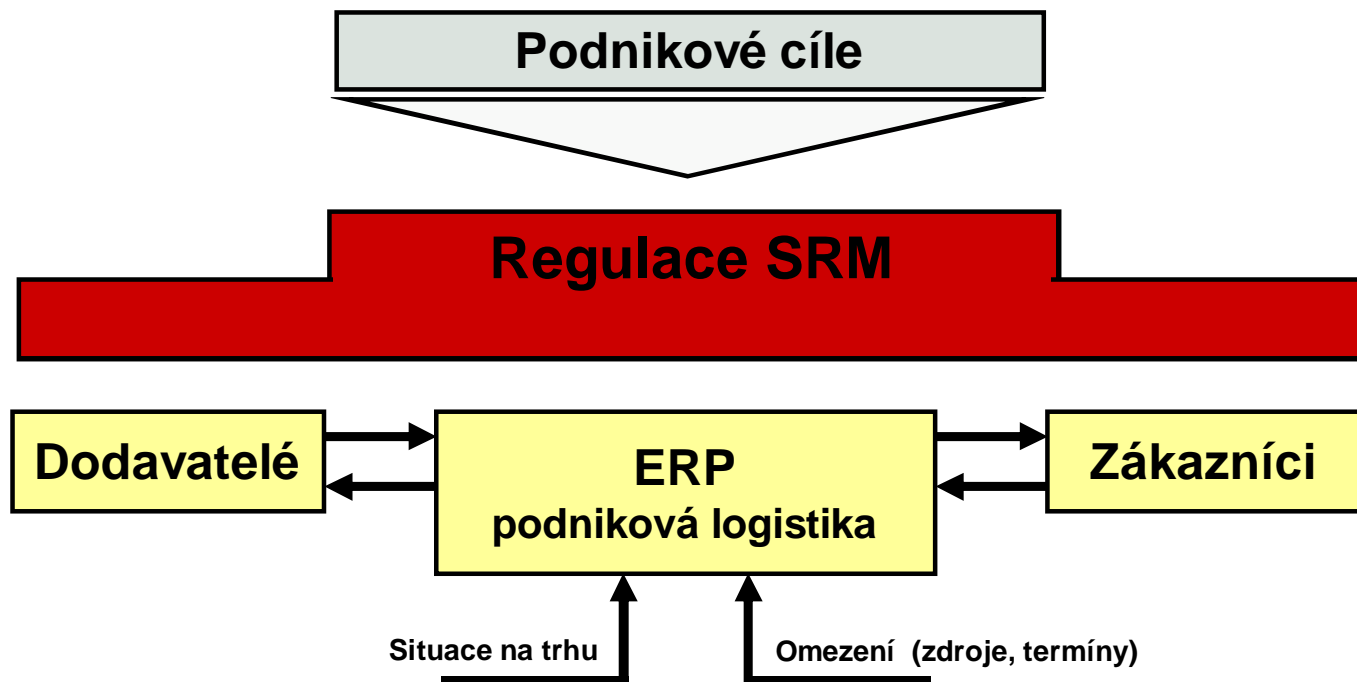 Podnikové cíle
Regulace SRM
Dodavatelé
ERP
podniková logistika
Zákazníci
Situace na trhu
Omezení (zdroje, termíny)